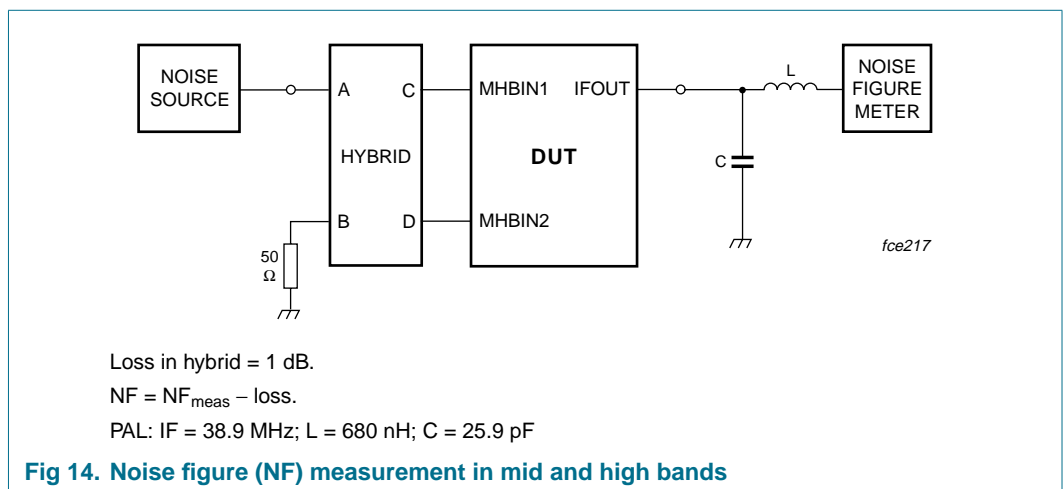 NOISE
SOURCE
A
C
HYBRID
B
D
50
Ω
MHBIN1
IFOUT
DUT
MHBIN2
L
C
NOISE
FIGURE
METER
fce217
Loss in hybrid = 1 dB.
NF = NFmeas − loss.
PAL: IF = 38.9 MHz; L = 680 nH; C = 25.9 pF
Fig 14. Noise figure (NF) measurement in mid and high bands